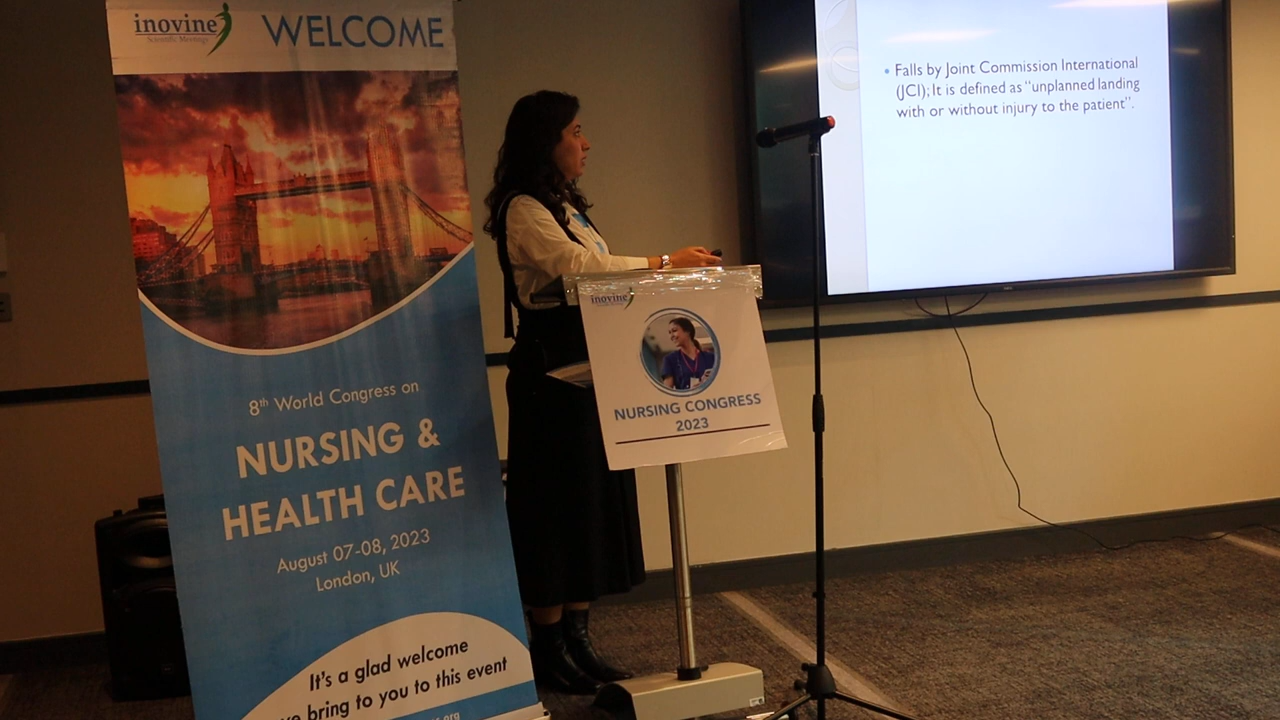 inovine
Scientific Meetings
WELCOME
8th World Congress on
NURSING &
HEALTH CARE
August 07-08, 2023
London, UK
It's a glad welcome
bring to you to this event
inovine
NURSING CONGRESS
2023
• Falls by Joint Commission International
(JCI); It is defined as "unplanned landing
with or without injury to the patient".